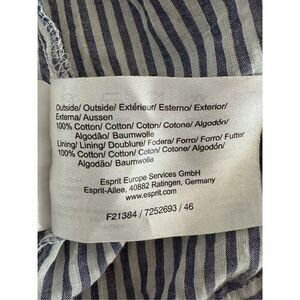 Outside/ Outside/ Extérieur/ Esterno/ Exterior/
Externa/ Aussen
100% Cotton/ Cotton/ Coton/ Cotone/ Algodón/
Algodão/ Baumwolle
Lining/ Lining/ Doublure/ Fodera/ Forro/ Forro/ Futter
100% Cotton/ Cotton/ Coton/ Cotone/ Algodón/
Algodão/ Baumwolle
Esprit Europe Services GmbH
Esprit-Allee, 40882 Ratingen, Germany
www.esprit.com
F21384 / 7252693 / 46